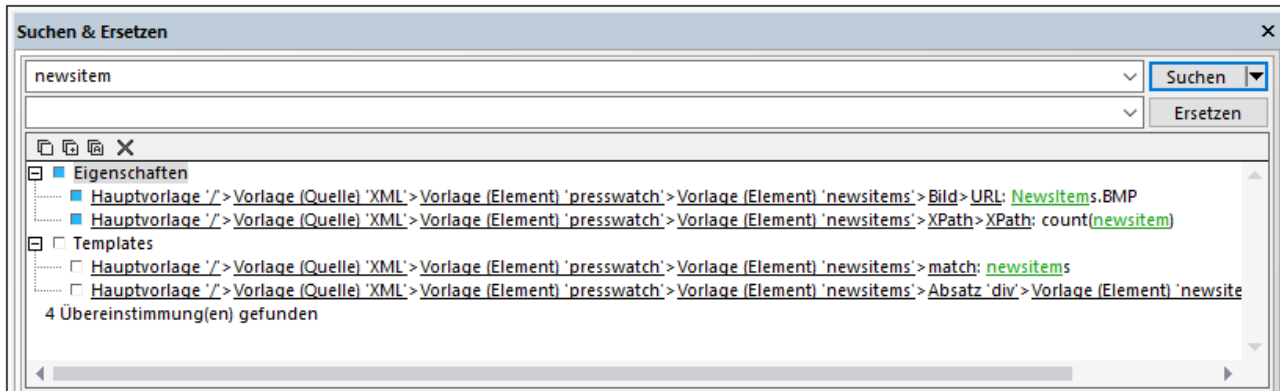 Suchen & Ersetzen
newsitem
Suchen
Ersetzen
Eigenschaften
Hauptvorlage '/'>Vorlage (Quelle) 'XML'>Vorlage (Element) 'presswatch'>Vorlage (Element) 'newsitems'>Bild>URL: NewsItems.BMP
Hauptvorlage '/'>Vorlage (Quelle) 'XML'>Vorlage (Element) 'presswatch'>Vorlage (Element) 'newsitems'>XPath>XPath: count(newsitem)
Templates
Hauptvorlage '/'>Vorlage (Quelle) 'XML'>Vorlage (Element) 'presswatch'>Vorlage (Element) 'newsitems'>match: newsitems
Hauptvorlage '/'>Vorlage (Quelle) 'XML'>Vorlage (Element) 'presswatch'>Vorlage (Element) 'newsitems'>Absatz 'div'>Vorlage (Element) 'newsite
4 Übereinstimmung(en) gefunden